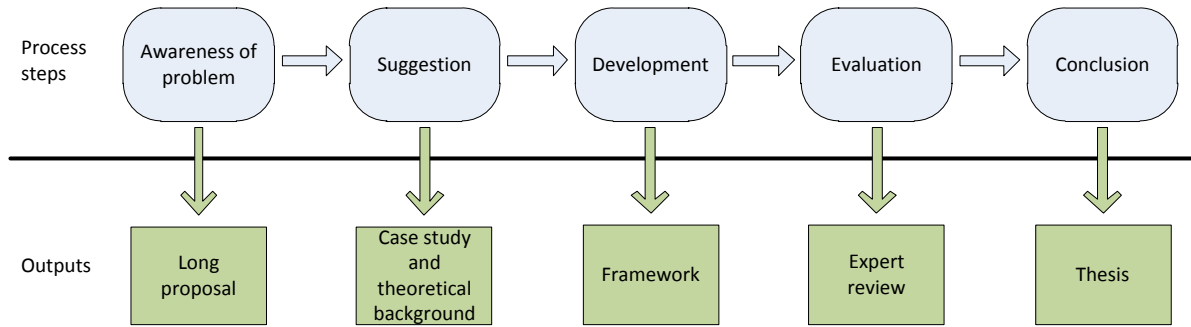 Process
steps
Awareness of
problem
Suggestion
Development
Evaluation
Conclusion
Outputs
Long
proposal
Case study
and
theoretical
background
Framework
Expert
review
Thesis